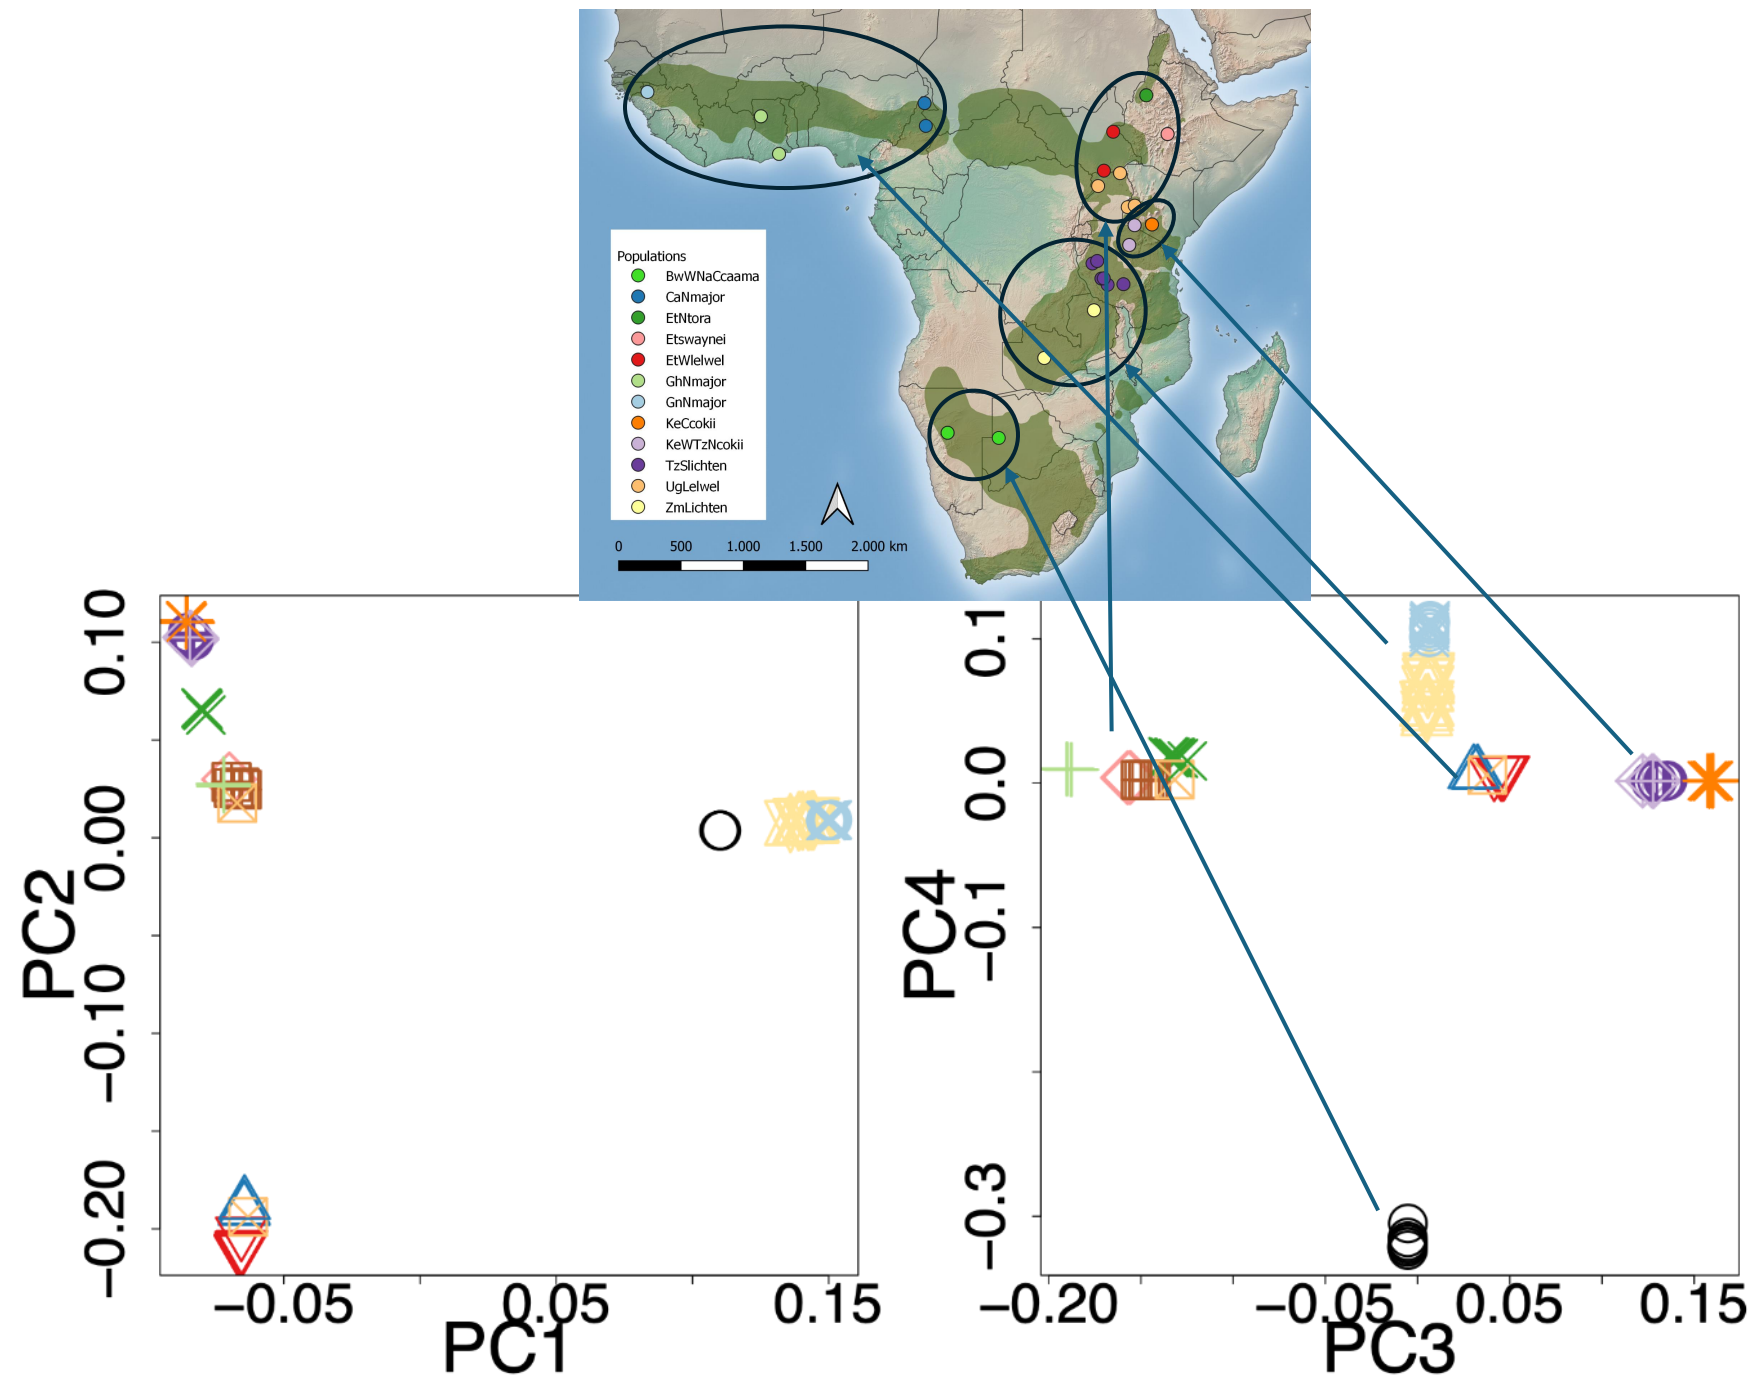 Populations
BwWNaCcaama
CaNmajor
EtNtora
Etswaynei
EtWlelwel
GhNmajor
GnNmajor
KeCcokii
KeWTzNcokii
TzSlichten
UgLelwel
ZmLichten
0 500 1.000 1.500 2.000 km
PC2
0.10
0.00
−0.10
−0.20
−0.05 0.05 0.15
PC1
PC4
0.1
0.0
−0.1
−0.3
−0.20 −0.05 0.05 0.15
PC3